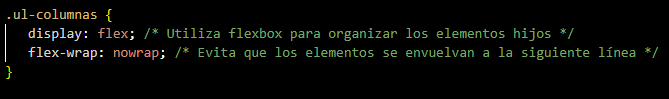 .ul-columnas {
display: flex; /* Utiliza flexbox para organizar los elementos hijos */
flex-wrap: nowrap; /* Evita que los elementos se envuelvan a la siguiente línea */
}